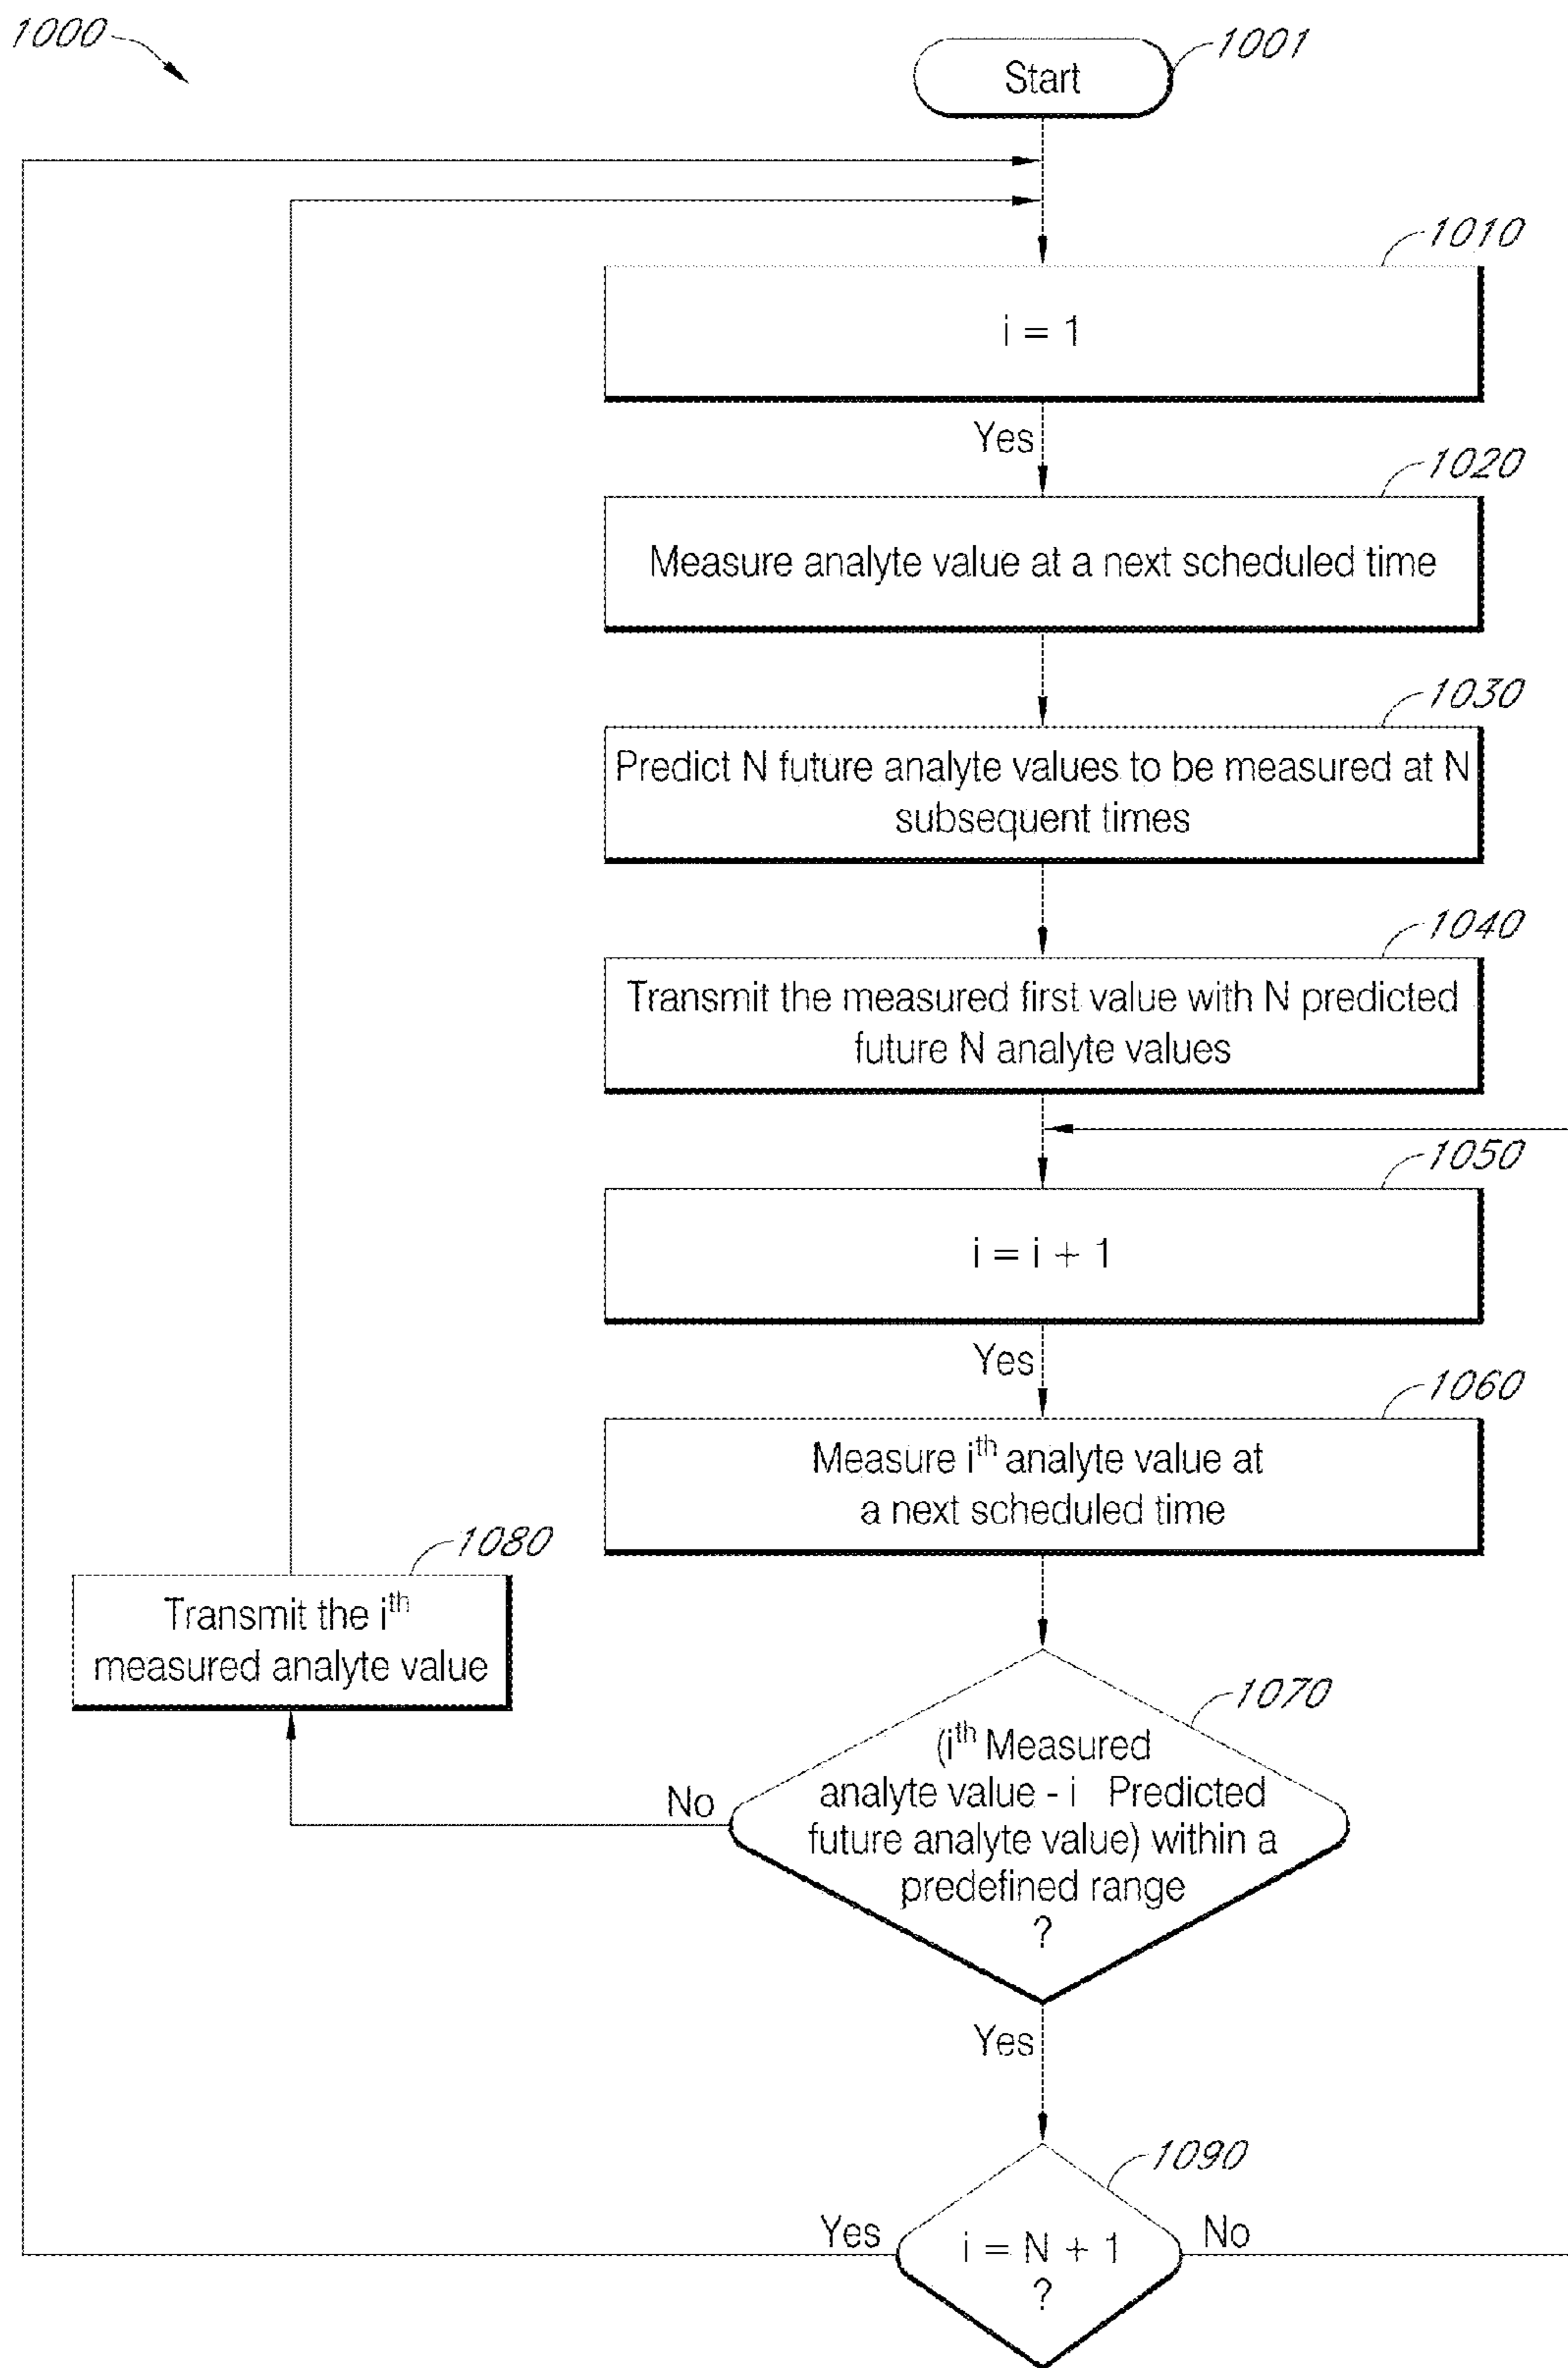 1000
Start
1001
1010
i = 1
Yes
1020
Measure analyte value at a next scheduled time
1030
Predict N future analyte values to be measured at N
subsequent times
1040
Transmit the measured first value with N predicted
future N analyte values
1050
i = i + 1
Yes
1060
Measure ith analyte value at
a next scheduled time
1080
Transmit the ith
measured analyte value
1070
(ith Measured
analyte value - i Predicted
future analyte value) within a
predefined range
?
No
Yes
1090
Yes
i = N + 1
?
No